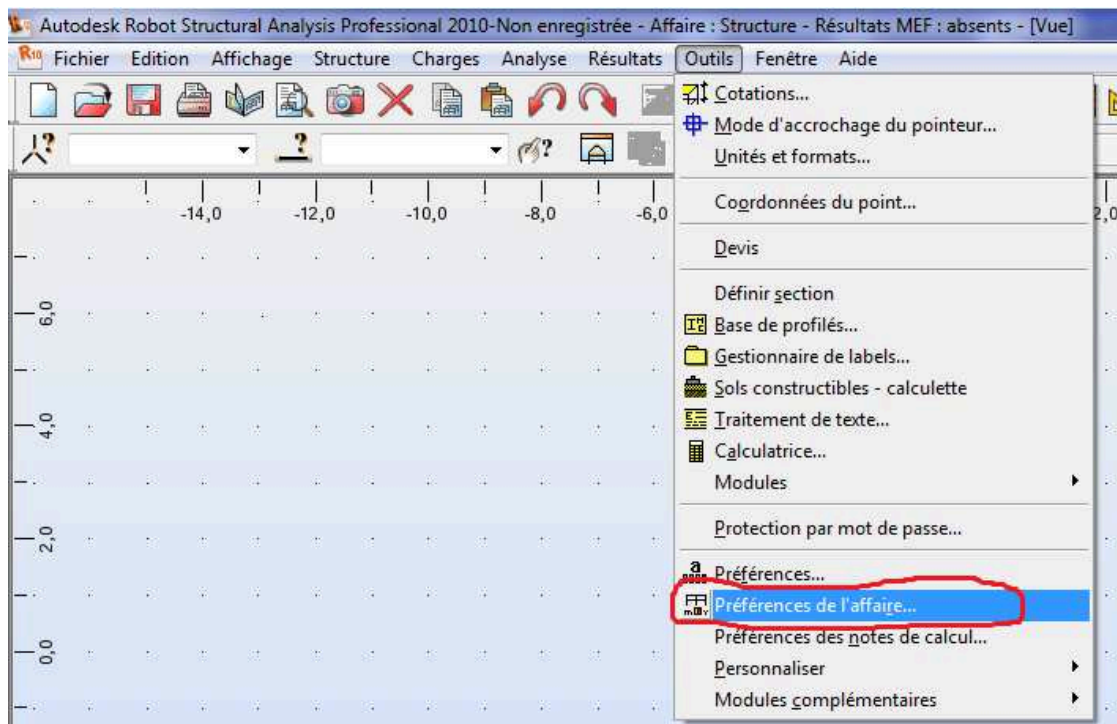 Autodesk Robot Structural Analysis Professional 2010-Non enregistrée - Affaire : Structure - Résultats MEF : absents - [Vue]
Fichier Edition Affichage Structure Charges Analyse Résultats Outils Fenêtre Aide
Cotations...
Mode d'accrochage du pointeur...
Unités et formats...
-14,0 -12,0 -10,0 -8,0 -6,0 2,0
Coordonnées du point...
Devis
Définir section
6,0
Base de profilés...
Gestionnaire de labels...
Sols constructibles - calculette
4,0
Traitement de texte...
Calculatrice...
Modules
2,0
Protection par mot de passe...
Préférences...
Préférences de l'affaire...
0,0
Préférences des notes de calcul...
Personnaliser
Modules complémentaires